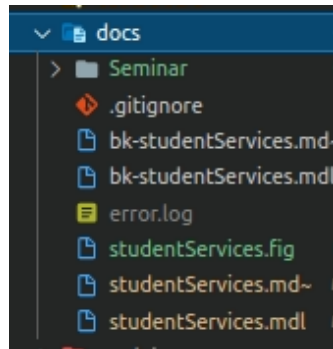 docs
Seminar
.gitignore
bk-studentServices.md~
bk-studentServices.mdl
error.log
studentServices.fig
studentServices.md~
studentServices.mdl